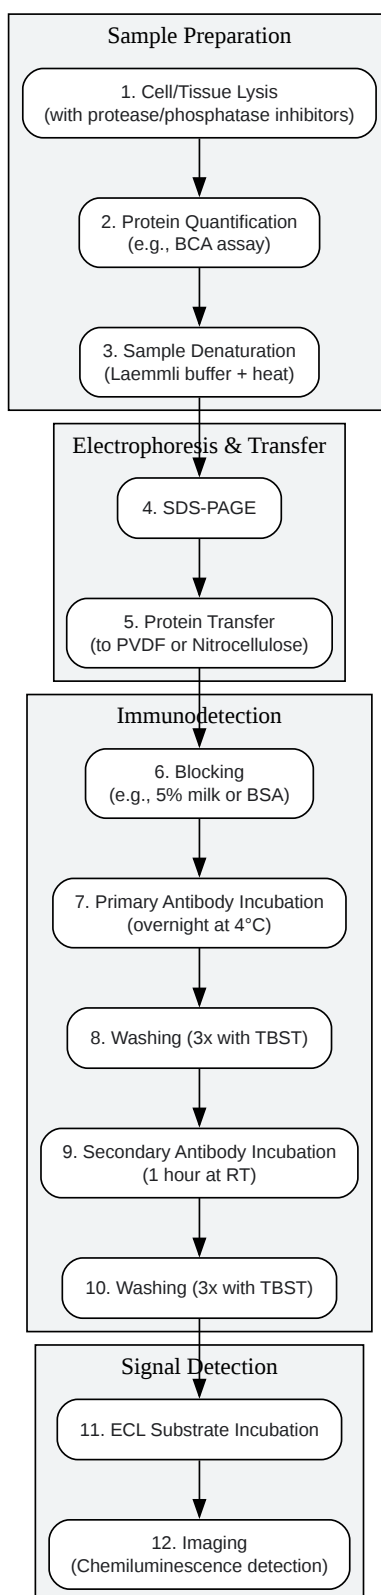 Sample Preparation
1. Cell/Tissue Lysis
(with protease/phosphatase inhibitors)
2. Protein Quantification
(e.g., BCA assay)
3. Sample Denaturation
(Laemmli buffer + heat)
Electrophoresis & Transfer
4. SDS-PAGE
5. Protein Transfer
(to PVDF or Nitrocellulose)
Immunodetection
6. Blocking
(e.g., 5% milk or BSA)
7. Primary Antibody Incubation
(overnight at 4°C)
8. Washing (3x with TBST)
9. Secondary Antibody Incubation
(1 hour at RT)
10. Washing (3x with TBST)
Signal Detection
11. ECL Substrate Incubation
12. Imaging
(Chemiluminescence detection)